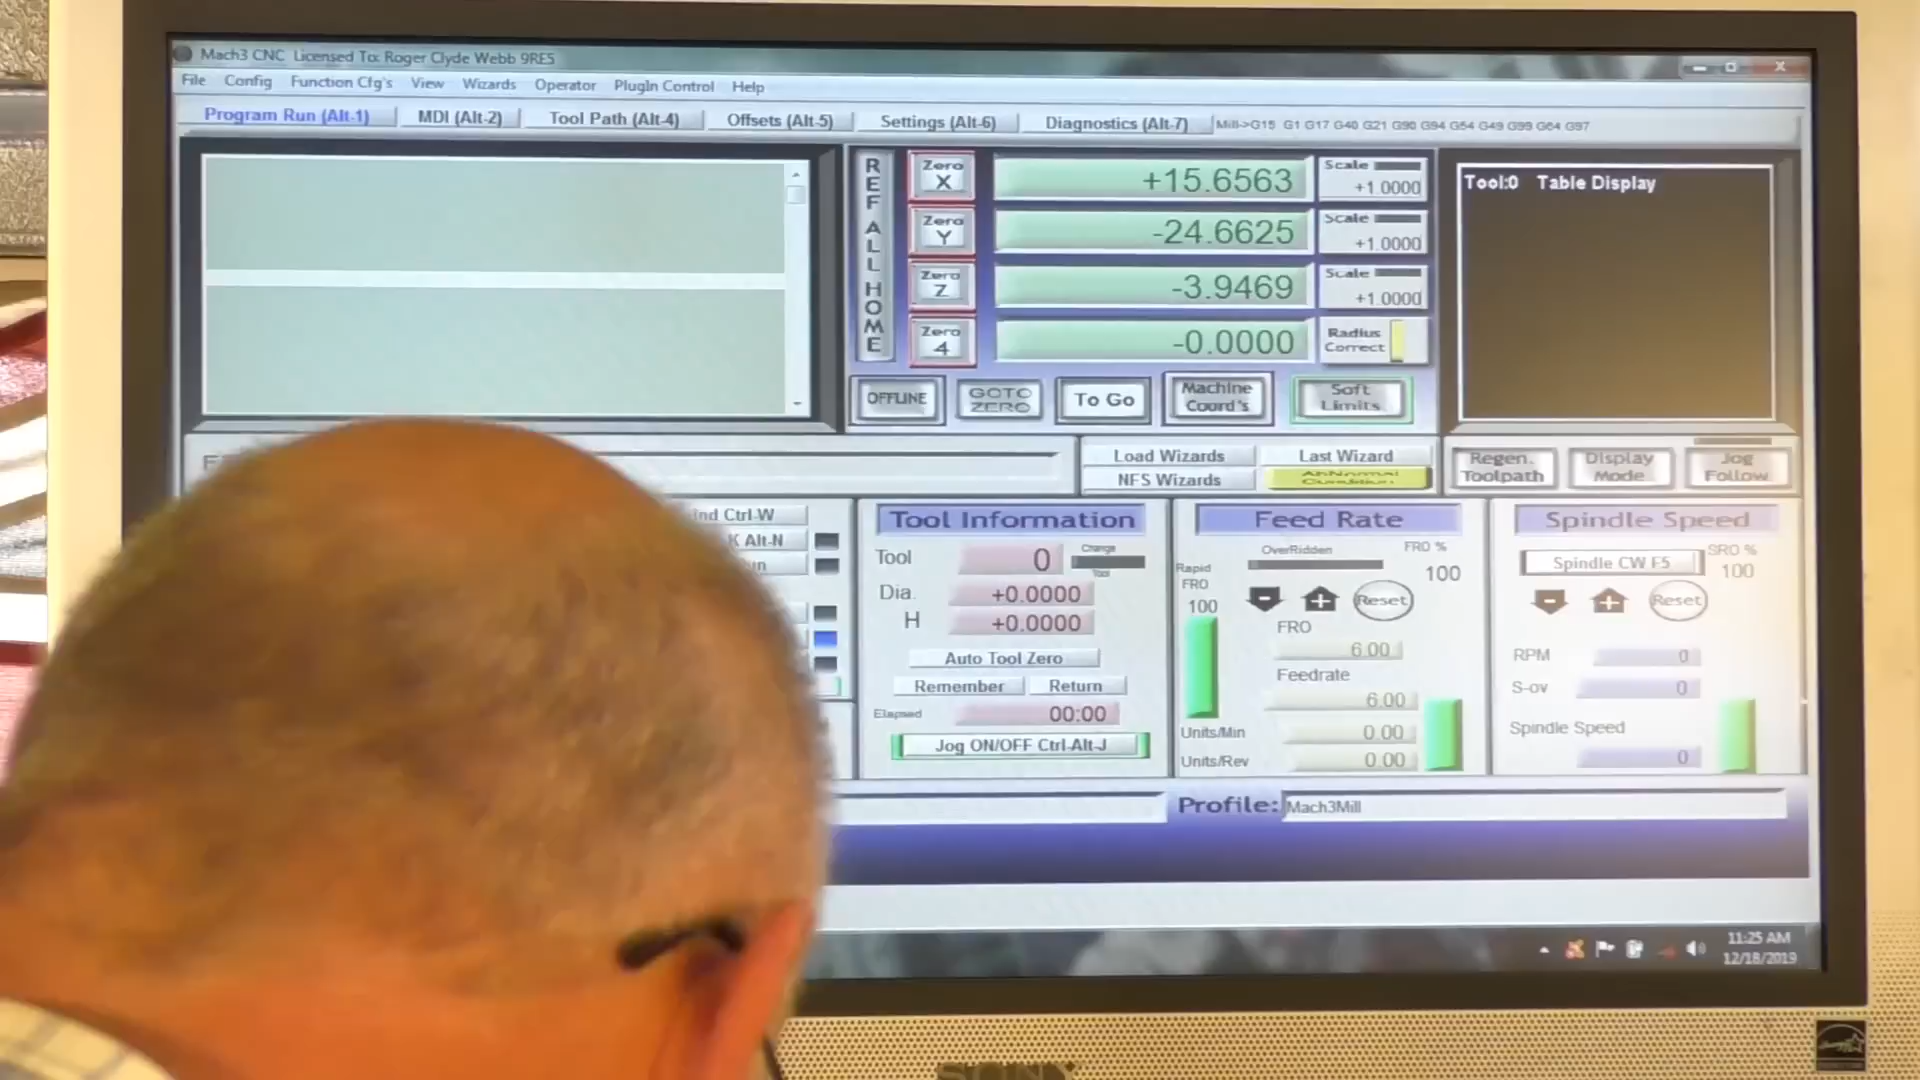 Mach3 CNC Licensed To: Roger Clyde Webb 9RE5
File Config Function Cfg's View Wizards Operator PlugIn Control Help
Program Run (Alt-1) MDI (Alt-2) Tool Path (Alt-4) Offsets (Alt-5) Settings (Alt-6) Diagnostics (Alt-7) Mill->G15 G1 G17 G40 G21 G90 G94 G54 G49 G99 G64 G97
REF ALL HOME
Zero X +15.6563 Scale +1.0000
Zero Y -24.6625 Scale +1.0000
Zero Z -3.9469 Scale +1.0000
Zero 4 -0.0000 Radius Correct
Tool:0 Table Display
OFFLINE GOTO ZERO To Go Machine Coord's Soft Limits
Load Wizards Last Wizard
NFS Wizards
Regen. Toolpath Display Mode Jog Follow
Ctrl-W
Alt-N
Tool Information
Tool 0 Change Tool
Dia. +0.0000
H +0.0000
Auto Tool Zero
Remember Return
Elapsed 00:00
Jog ON/OFF Ctrl-Alt-J
Feed Rate
OverRidden FRO %
100
Rapid FRO
100
Reset
FRO
6.00
Feedrate
6.00
Units/Min 0.00
Units/Rev 0.00
Spindle Speed
Spindle CW F5 SRO %
100
Reset
RPM 0
S-ov 0
Spindle Speed
0
Profile: Mach3Mill
11:25 AM
12/18/2019
SONY